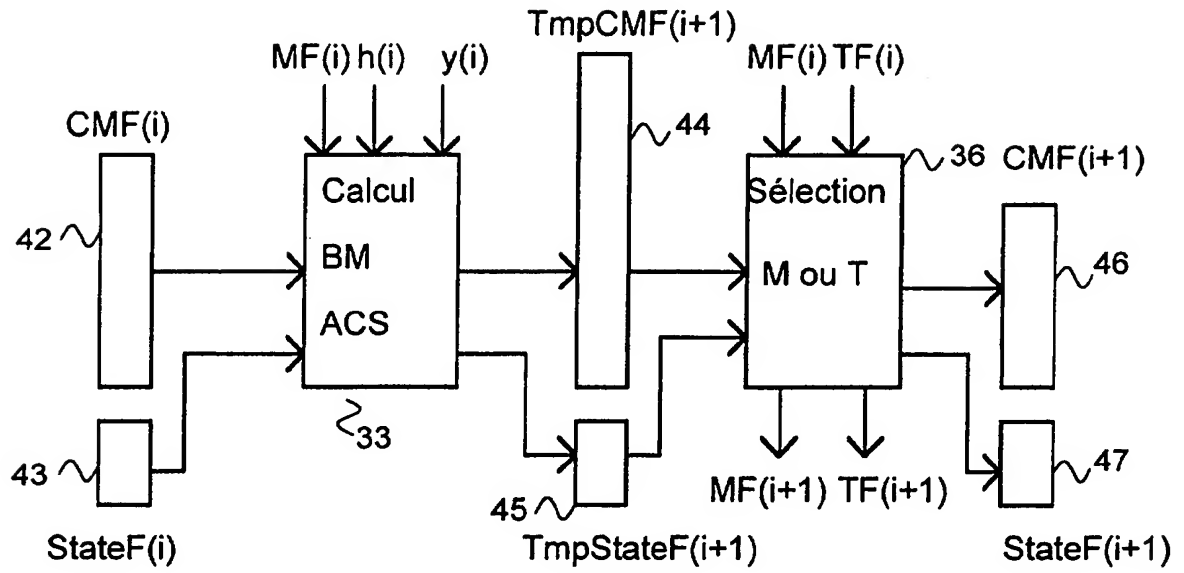 TmpCMF(i+1)
MF(i) h(i) y(i)
MF(i) TF(i)
CMF(i)
44
36
CMF(i+1)
Calcul
BM
ACS
Sélection
M ou T
42
46
33
43
45
47
MF(i+1) TF(i+1)
StateF(i)
TmpStateF(i+1)
StateF(i+1)